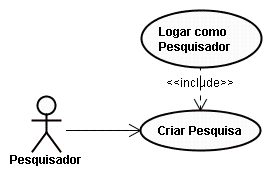 Logar como
Pesquisador
<<include>>
Criar Pesquisa
Pesquisador